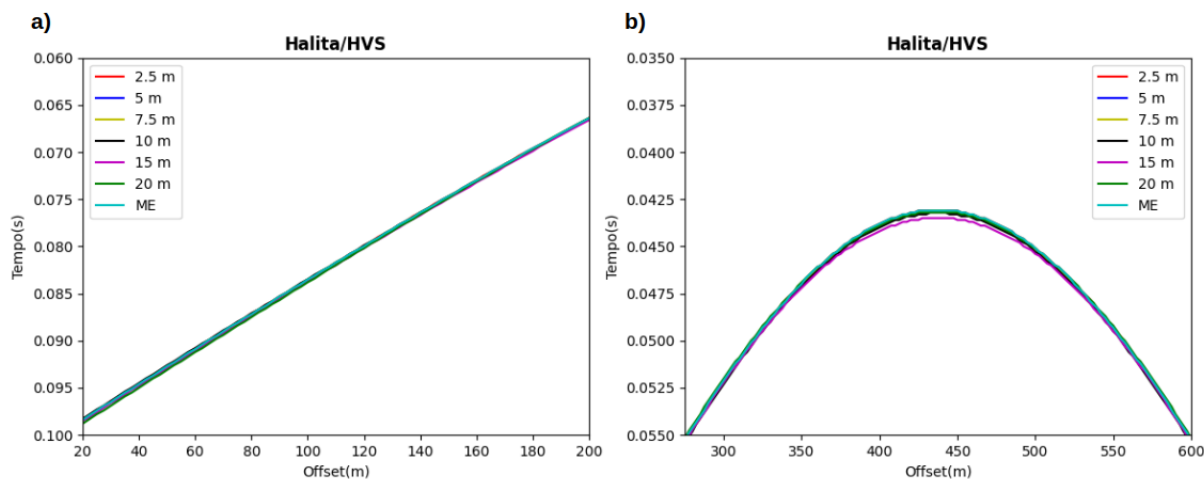 a)
Halita/HVS
0.060
0.065
0.070
0.075
0.080
0.085
0.090
0.095
0.100
Tempo(s)
2.5 m
5 m
7.5 m
10 m
15 m
20 m
ME
20 40 60 80 100 120 140 160 180 200
Offset(m)
b)
Halita/HVS
0.0350
0.0375
0.0400
0.0425
0.0450
0.0475
0.0500
0.0525
0.0550
Tempo(s)
2.5 m
5 m
7.5 m
10 m
15 m
20 m
ME
300 350 400 450 500 550 600
Offset(m)